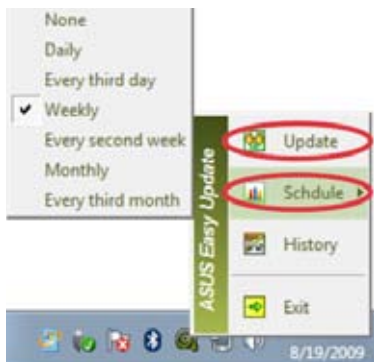 None
Daily
Every third day
Weekly
Every second week
Monthly
Every third month
ASUS Easy Update
Update
Schdule
History
Exit
8/19/2009